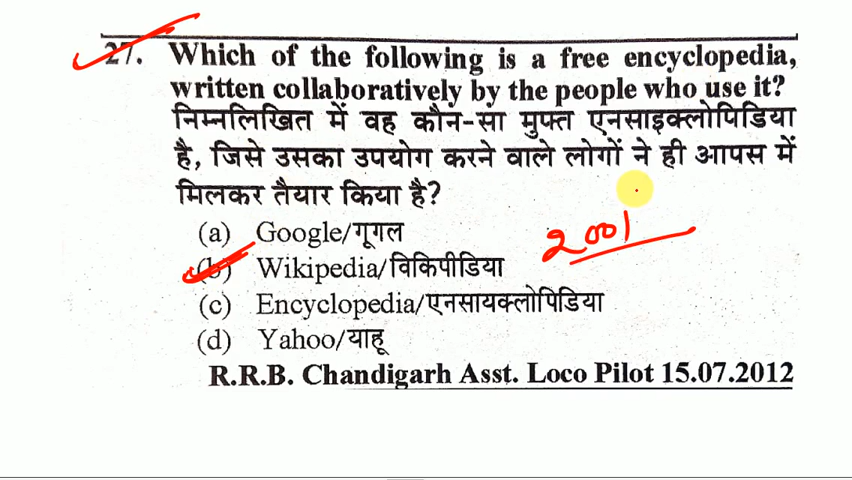 27. Which of the following is a free encyclopedia,
written collaboratively by the people who use it?
निम्नलिखित में वह कौन-सा मुफ्त एनसाइक्लोपिडिया
है, जिसे उसका उपयोग करने वाले लोगों ने ही आपस में
मिलकर तैयार किया है?
(a) Google/गूगल
2001
(b) Wikipedia/विकिपीडिया
(c) Encyclopedia/एनसायक्लोपिडिया
(d) Yahoo/याहू
R.R.B. Chandigarh Asst. Loco Pilot 15.07.2012